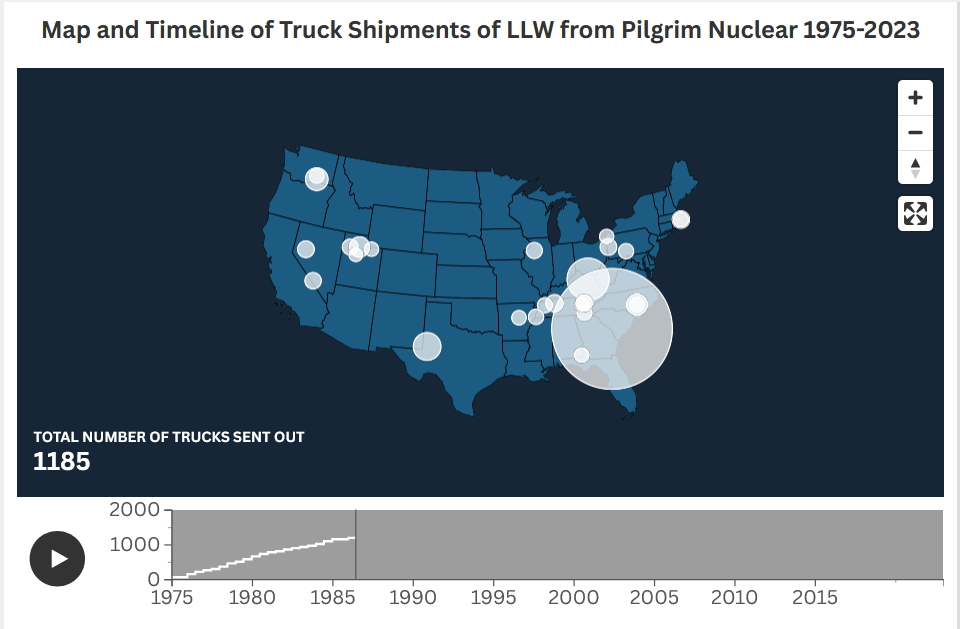 Map and Timeline of Truck Shipments of LLW from Pilgrim Nuclear 1975-2023
TOTAL NUMBER OF TRUCKS SENT OUT
1185
2000
1000
0
1975 1980 1985 1990 1995 2000 2005 2010 2015